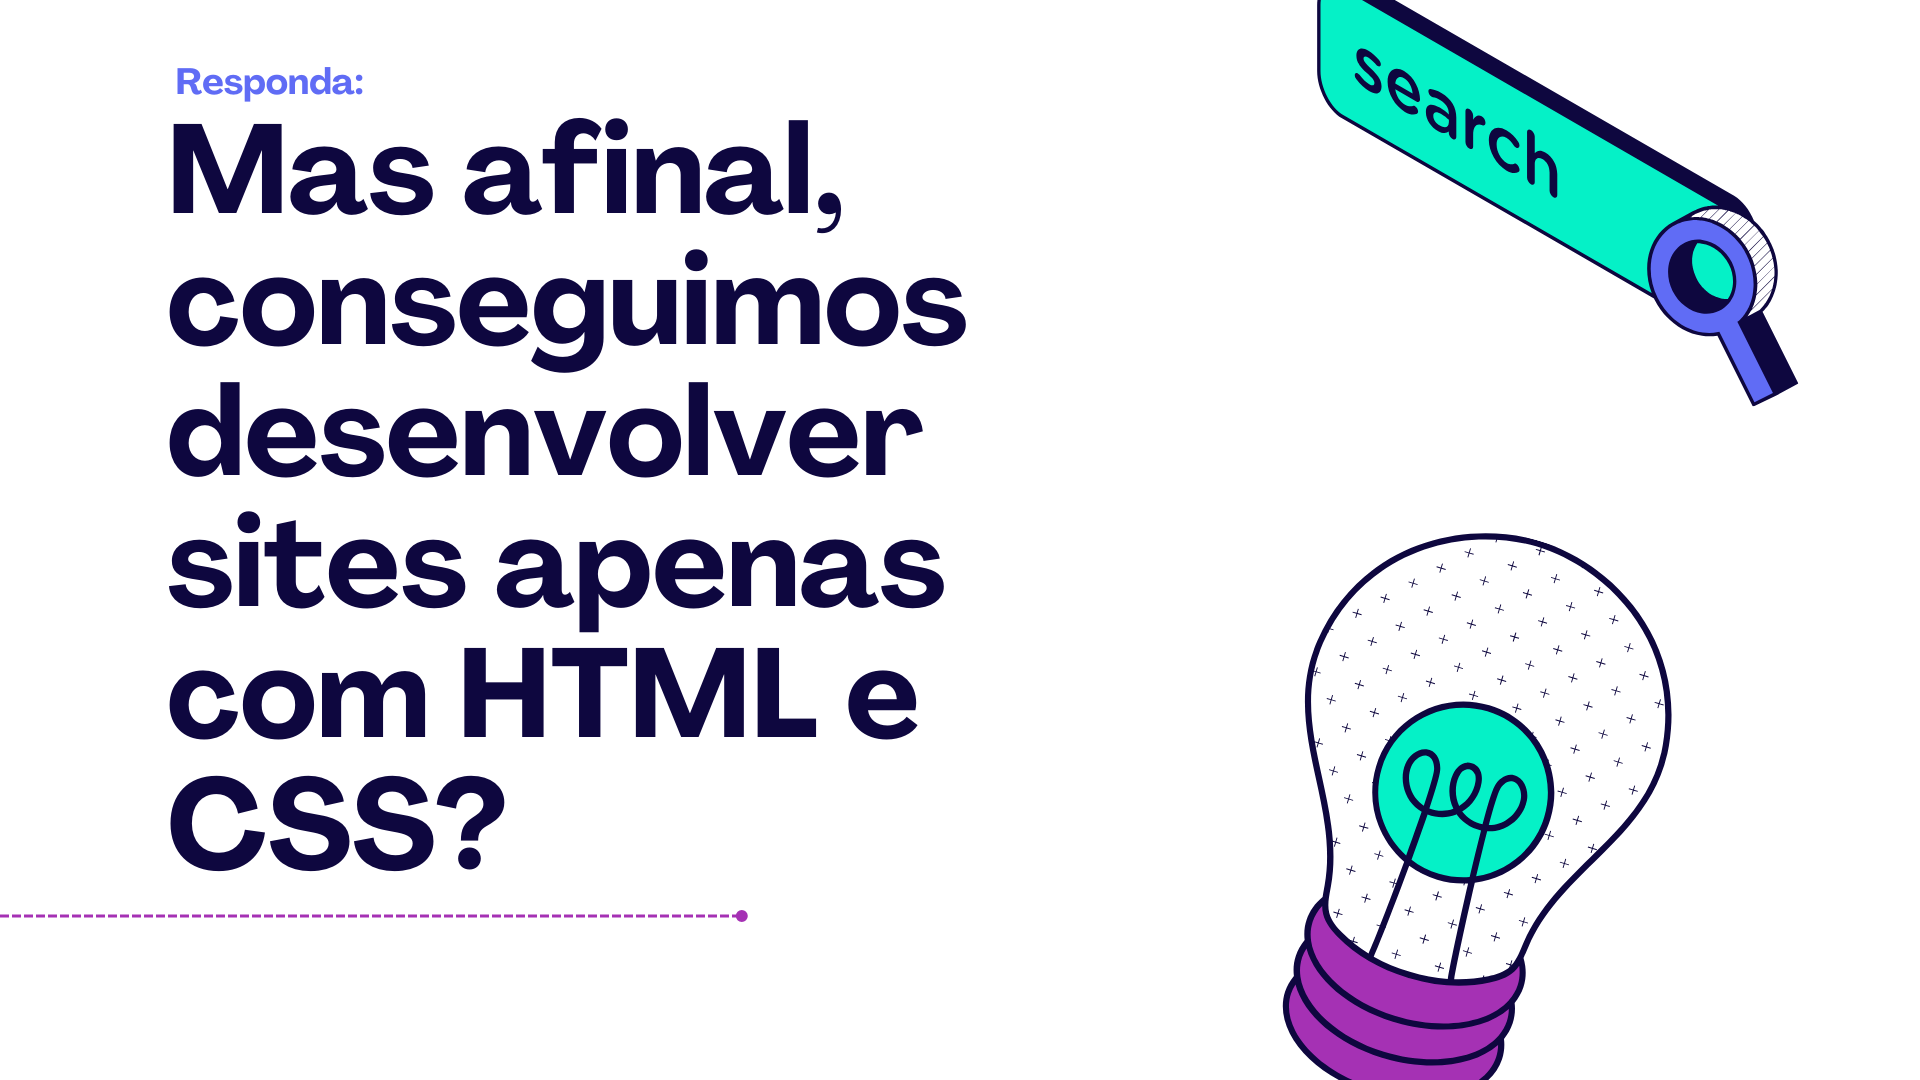 Responda:
Mas afinal,
conseguimos
desenvolver
sites apenas
com HTML e
CSS?
search